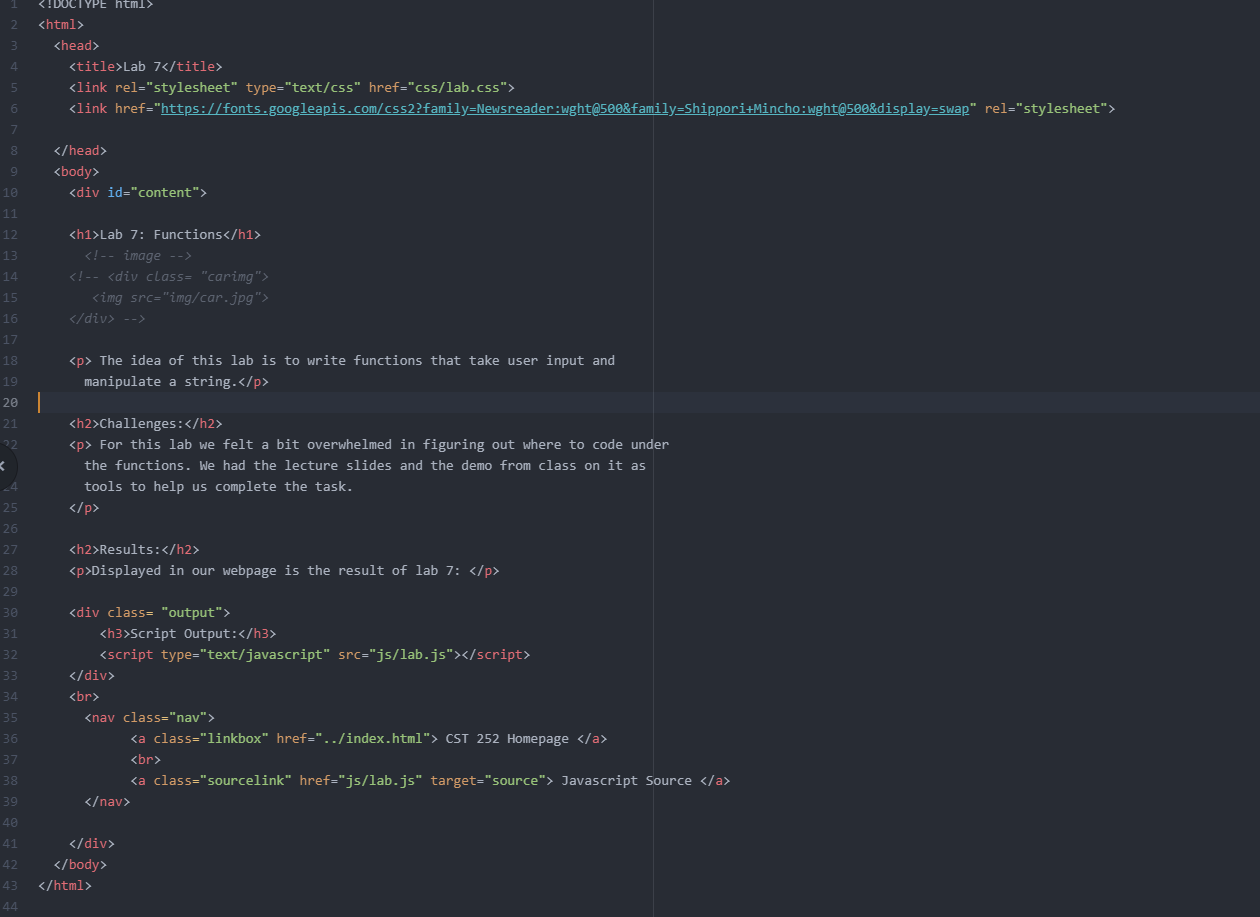 1 <!DOCTYPE html>
2 <html>
3   <head>
4     <title>Lab 7</title>
5     <link rel="stylesheet" type="text/css" href="css/lab.css">
6     <link href="https://fonts.googleapis.com/css2?family=Newsreader:wght@500&family=Shippori+Mincho:wght@500&display=swap" rel="stylesheet">
7
8   </head>
9   <body>
10     <div id="content">
11
12     <h1>Lab 7: Functions</h1>
13       <!-- image -->
14     <!-- <div class= "carimg">
15        <img src="img/car.jpg">
16     </div> -->
17
18     <p> The idea of this lab is to write functions that take user input and
19       manipulate a string.</p>
20
21     <h2>Challenges:</h2>
22     <p> For this lab we felt a bit overwhelmed in figuring out where to code under
      the functions. We had the lecture slides and the demo from class on it as
24       tools to help us complete the task.
25     </p>
26
27     <h2>Results:</h2>
28     <p>Displayed in our webpage is the result of lab 7: </p>
29
30     <div class= "output">
31         <h3>Script Output:</h3>
32         <script type="text/javascript" src="js/lab.js"></script>
33     </div>
34     <br>
35       <nav class="nav">
36             <a class="linkbox" href="../index.html"> CST 252 Homepage </a>
37             <br>
38             <a class="sourcelink" href="js/lab.js" target="source"> Javascript Source </a>
39       </nav>
40
41     </div>
42   </body>
43 </html>
44